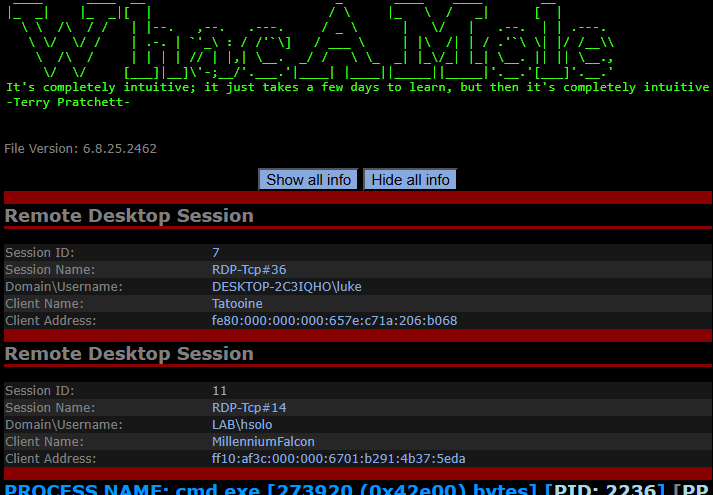 It's completely intuitive; it just takes a few days to learn, but then it's completely intuitive
-Terry Pratchett-
File Version: 6.8.25.2462
Show all info Hide all info
Remote Desktop Session
Session ID: 7
Session Name: RDP-Tcp#36
Domain\Username: DESKTOP-2C3IQHO\luke
Client Name: Tatooine
Client Address: fe80:000:000:000:657e:c71a:206:b068
Remote Desktop Session
Session ID: 11
Session Name: RDP-Tcp#14
Domain\Username: LAB\hsolo
Client Name: MillenniumFalcon
Client Address: ff10:af3c:000:000:6701:b291:4b37:5eda
PROCESS NAME: cmd.exe [273920 (0x42e00) bytes] [PID: 2236] [PP